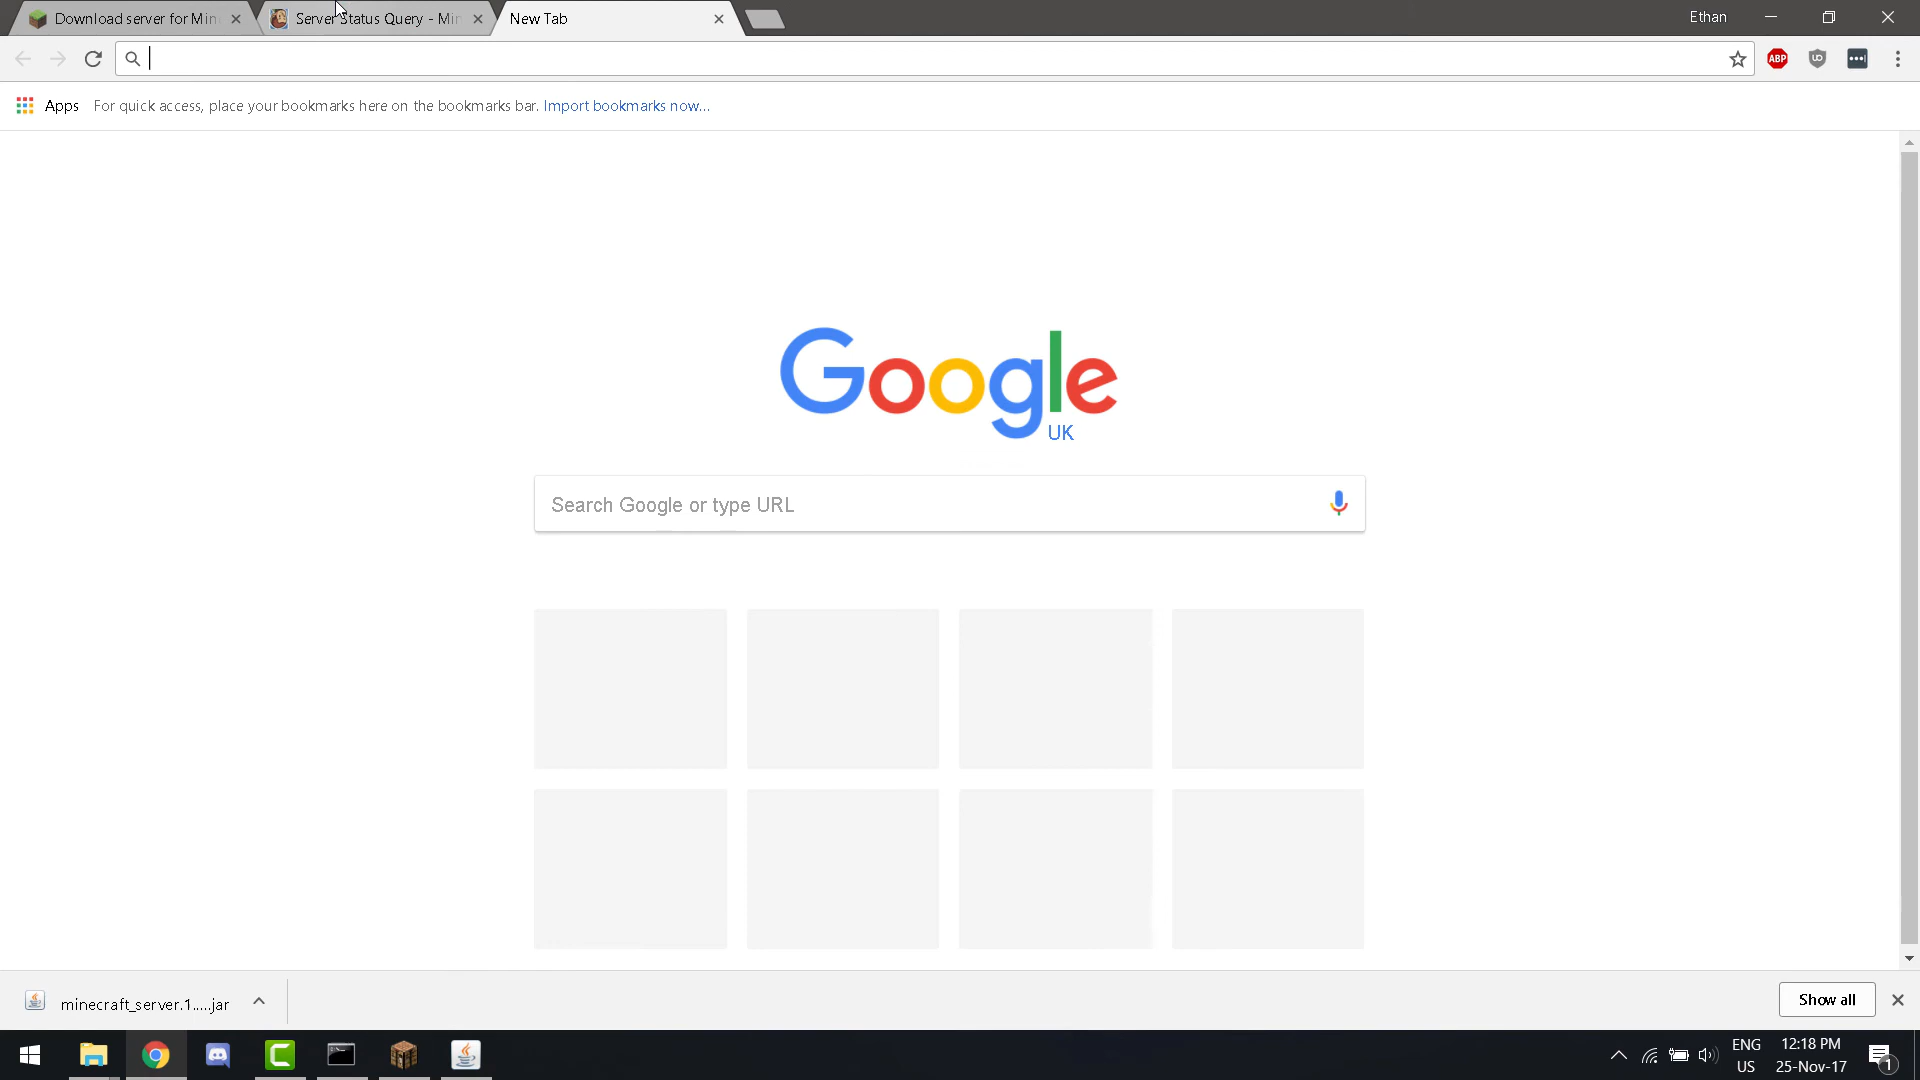 Download server for Min
Server Status Query - Mir
New Tab
Ethan
ABP
Apps
For quick access, place your bookmarks here on the bookmarks bar. Import bookmarks now...
Google
UK
Search Google or type URL
minecraft_server.1.....jar
Show all
ENG
US
12:18 PM
25-Nov-17
1